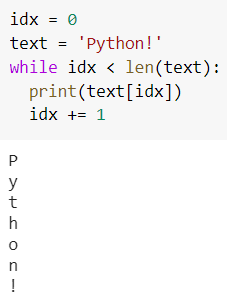 idx = 0
text = 'Python!'
while idx < len(text):
  print(text[idx])
  idx += 1
P
y
t
h
o
n
!